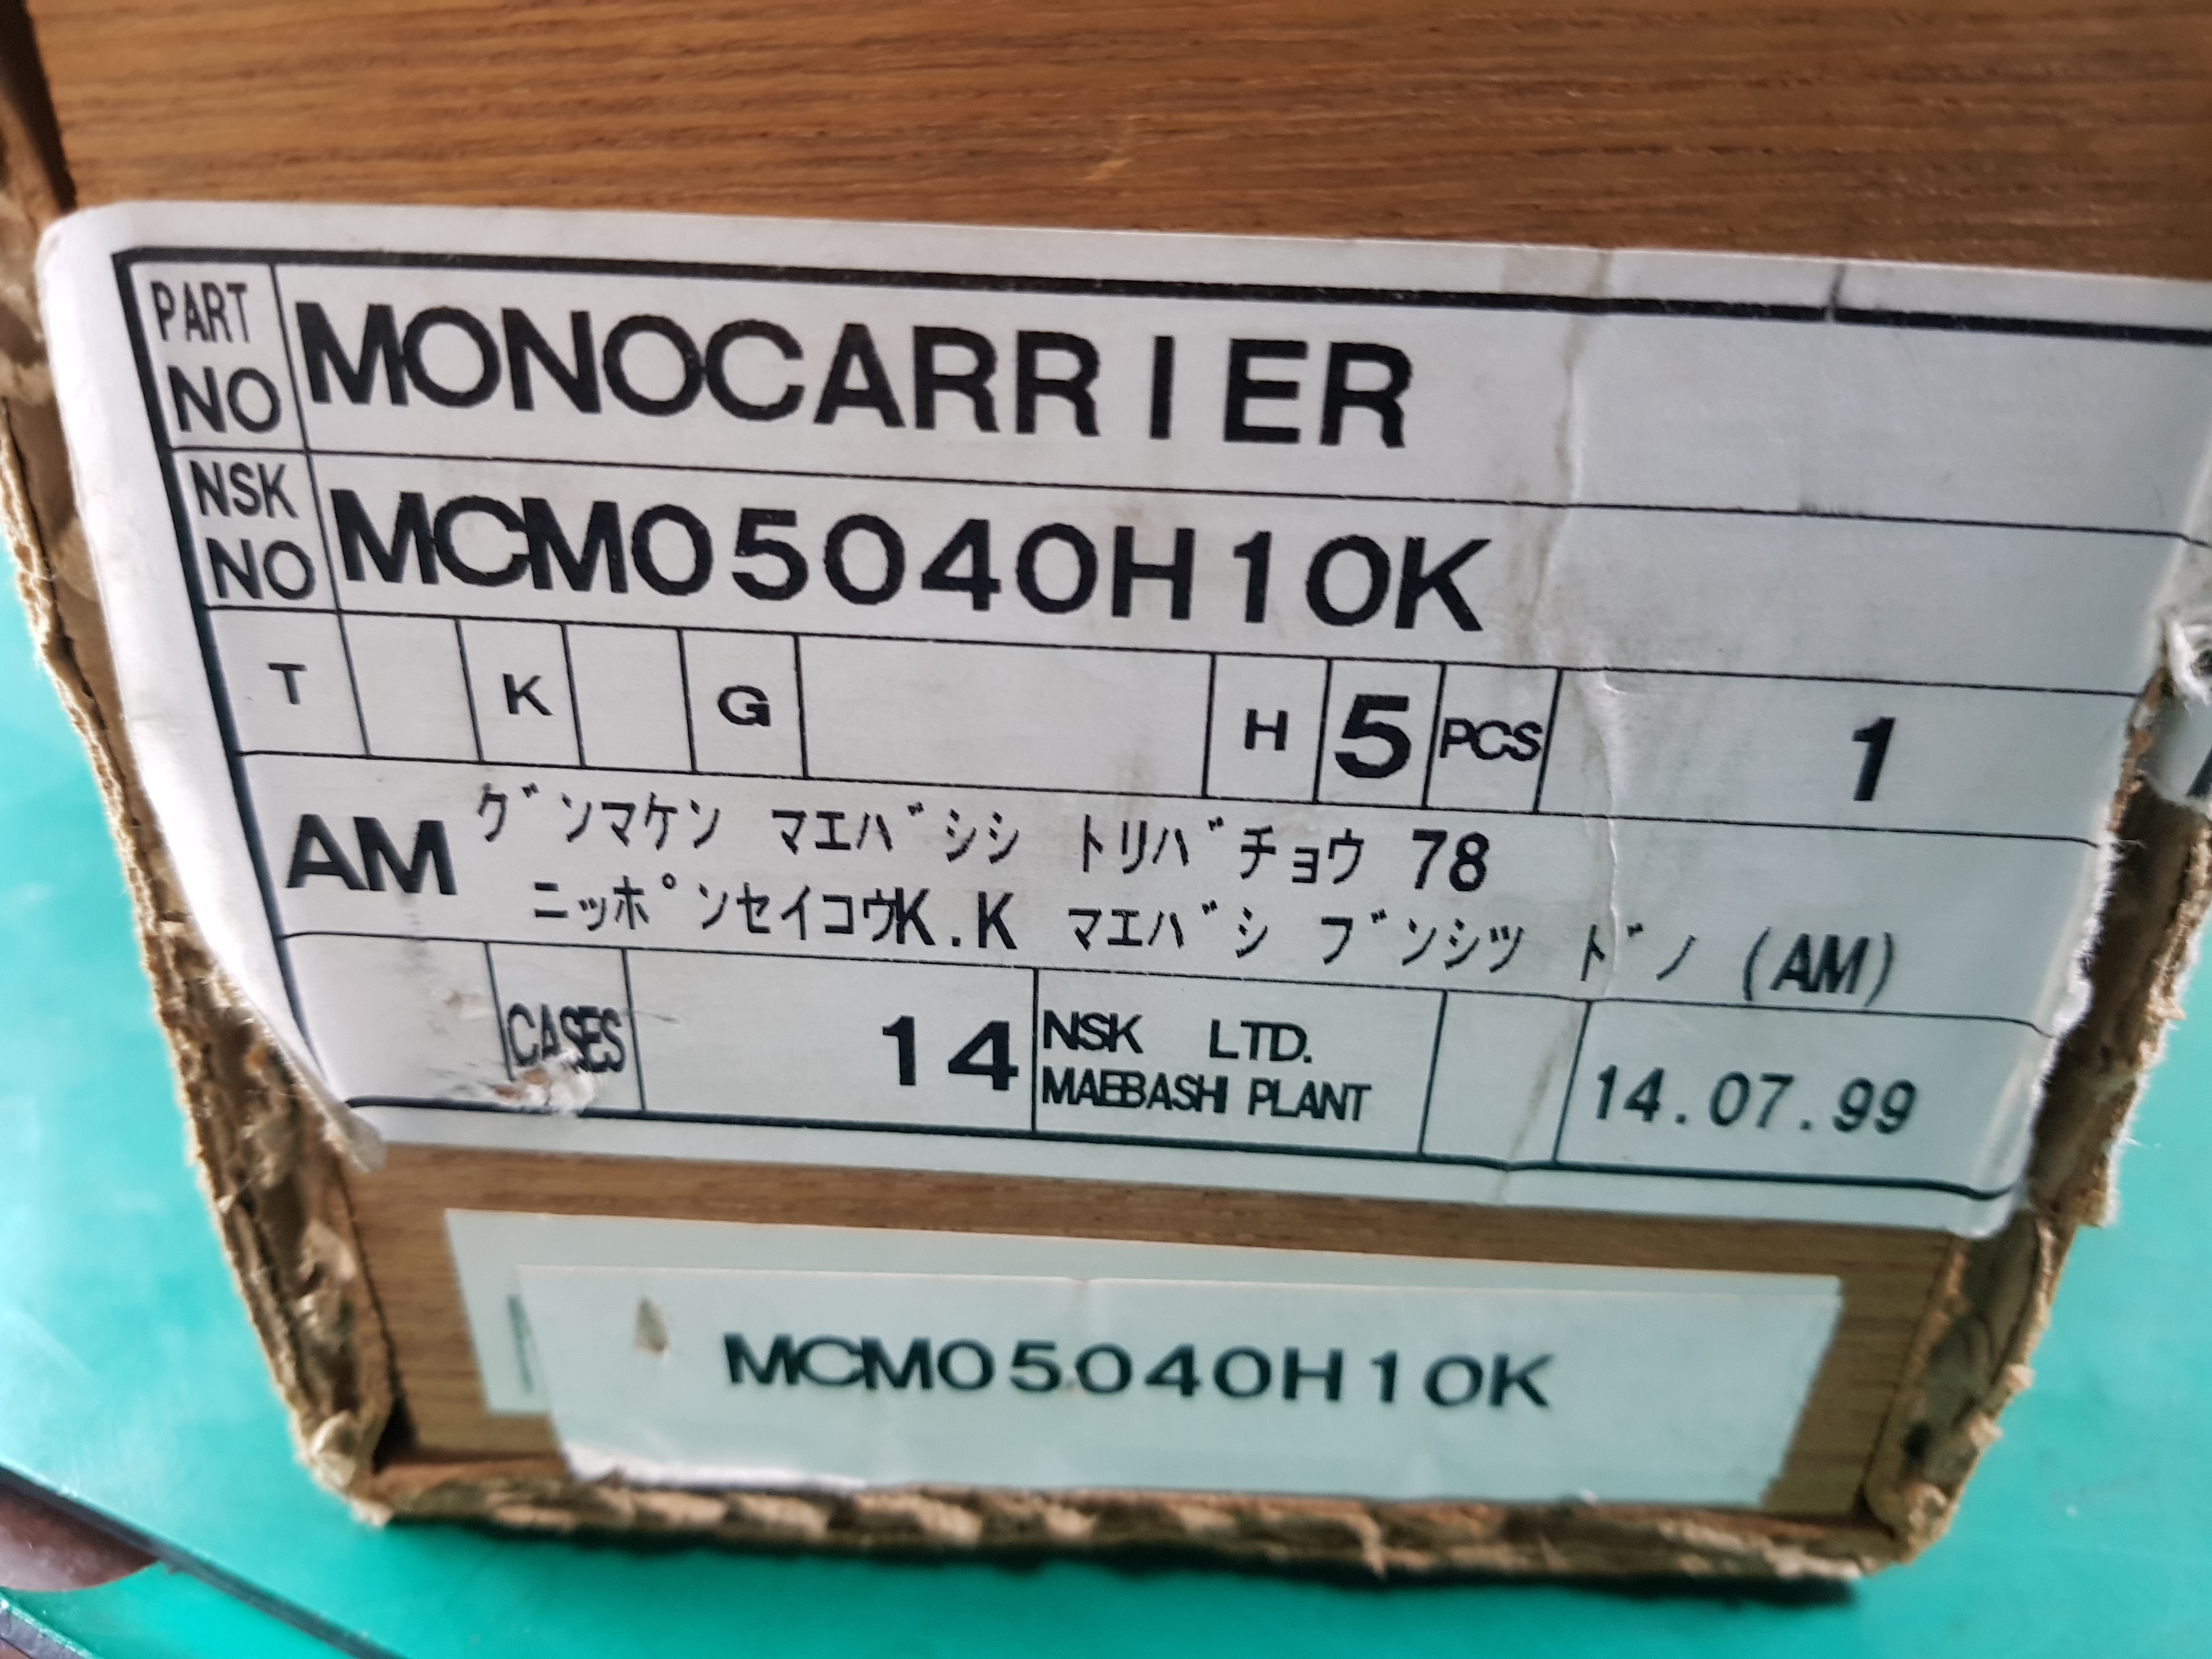 PART NO MONOCARRIER
NSK NO MCM05040H10K
T K G H 5 PCS 1
AM グンマケン マエバシシ トリバチョウ 78
ニッポンセイコウK.K マエバシ ブンシツ ドノ (AM)
CASES 14 NSK LTD. MAEBASHI PLANT 14.07.99
MCM05040H10K